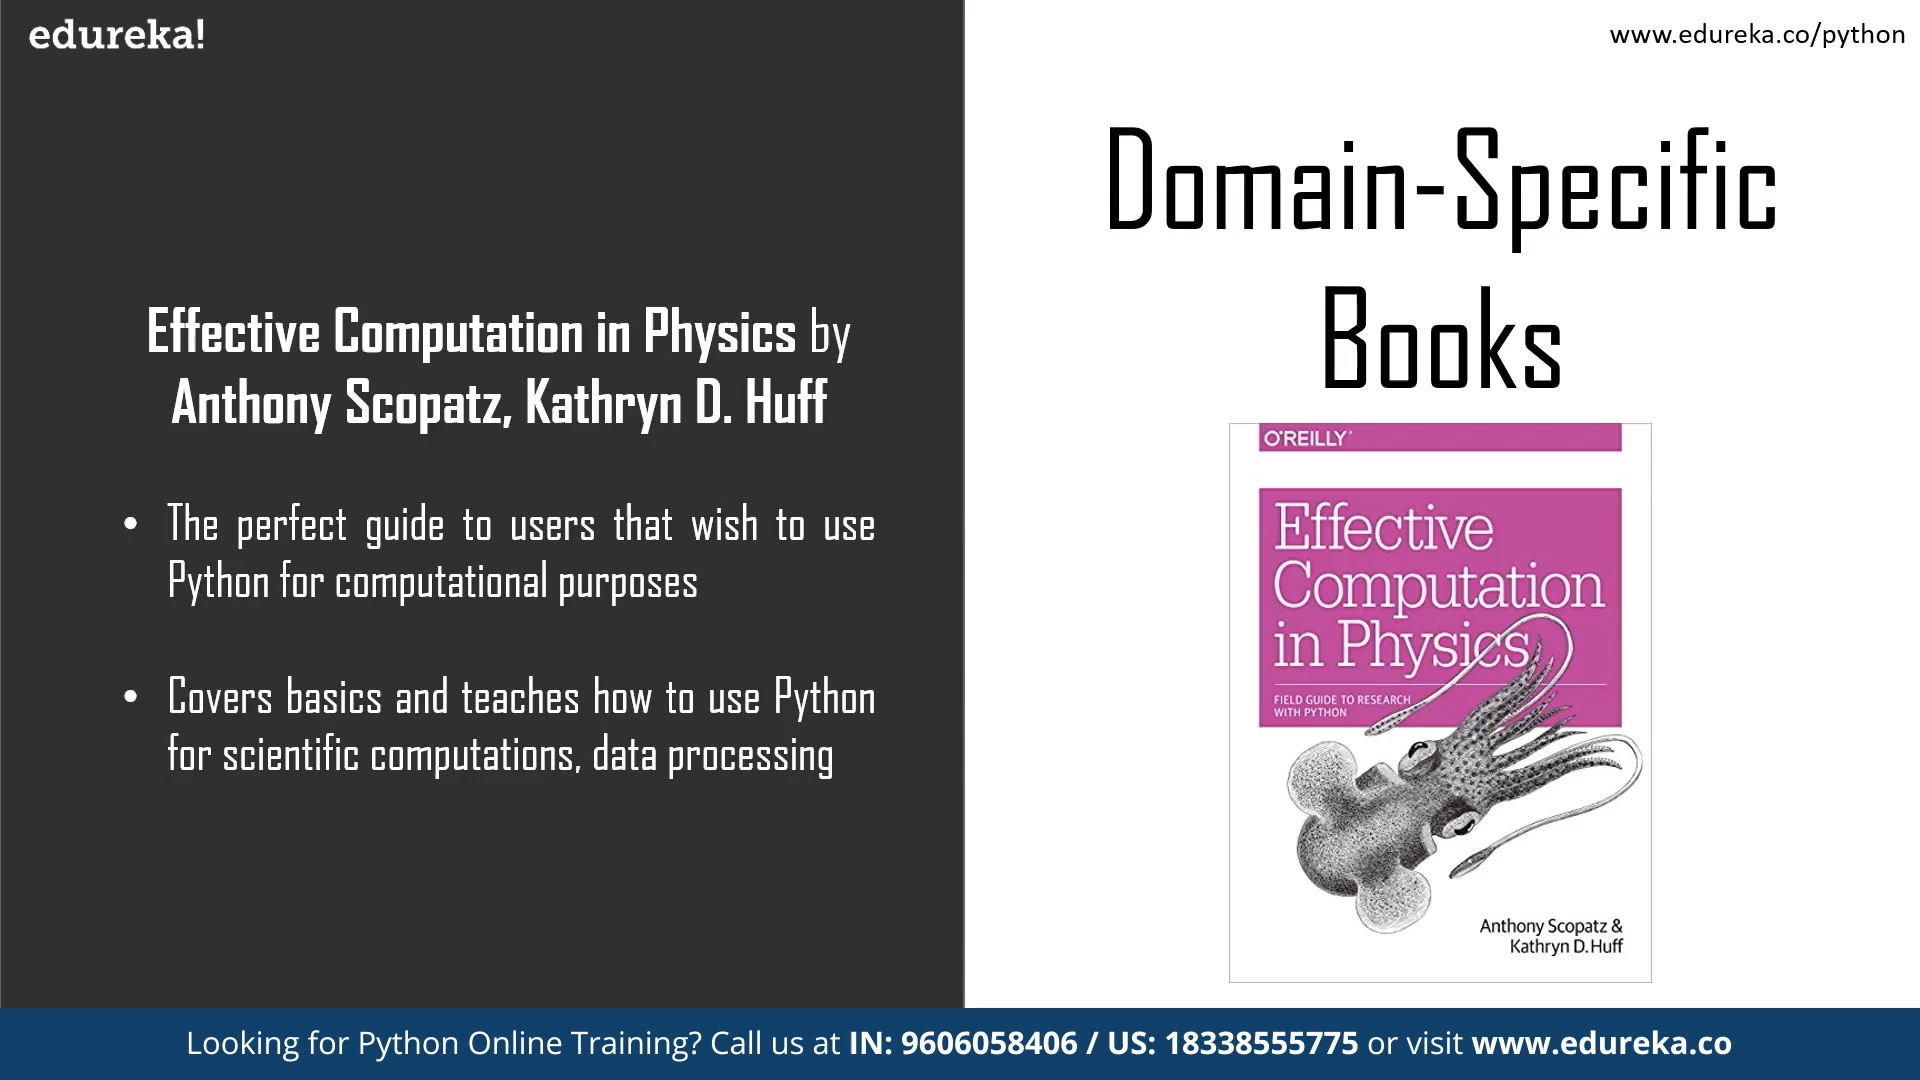 edureka!
www.edureka.co/python
Effective Computation in Physics by
Anthony Scopatz, Kathryn D. Huff
• The perfect guide to users that wish to use
Python for computational purposes
• Covers basics and teaches how to use Python
for scientific computations, data processing
Domain-Specific
Books
O'REILLY®
Effective
Computation
in Physics
FIELD GUIDE TO RESEARCH
WITH PYTHON
Anthony Scopatz &
Kathryn D. Huff
Looking for Python Online Training? Call us at IN: 9606058406 / US: 18338555775 or visit www.edureka.co